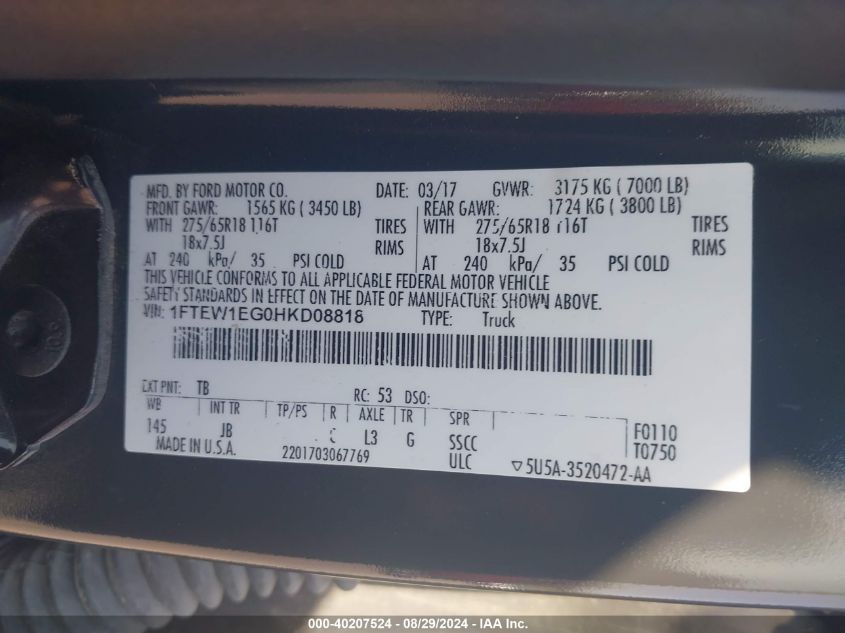 MFD. BY FORD MOTOR CO. DATE: 03/17 GVWR: 3175 KG ( 7000 LB)
FRONT GAWR: 1565 KG ( 3450 LB) REAR GAWR: 1724 KG ( 3800 LB)
WITH 275/65R18 116T TIRES WITH 275/65R18 116T TIRES
18x7.5J RIMS 18x7.5J RIMS
AT 240 kPa/ 35 PSI COLD AT 240 kPa/ 35 PSI COLD
THIS VEHICLE CONFORMS TO ALL APPLICABLE FEDERAL MOTOR VEHICLE
SAFETY STANDARDS IN EFFECT ON THE DATE OF MANUFACTURE SHOWN ABOVE.
VIN: 1FTEW1EG0HKD08818 TYPE: Truck
EXT PNT: TB RC: 53 DSO:
WB INT TR TP/PS R AXLE TR SPR
145 JB L3 G SSCC F0110
MADE IN U.S.A. 2201703067769 ULC T0750
▽5U5A-3520472-AA
000-40207524 - 08/29/2024 - IAA Inc.